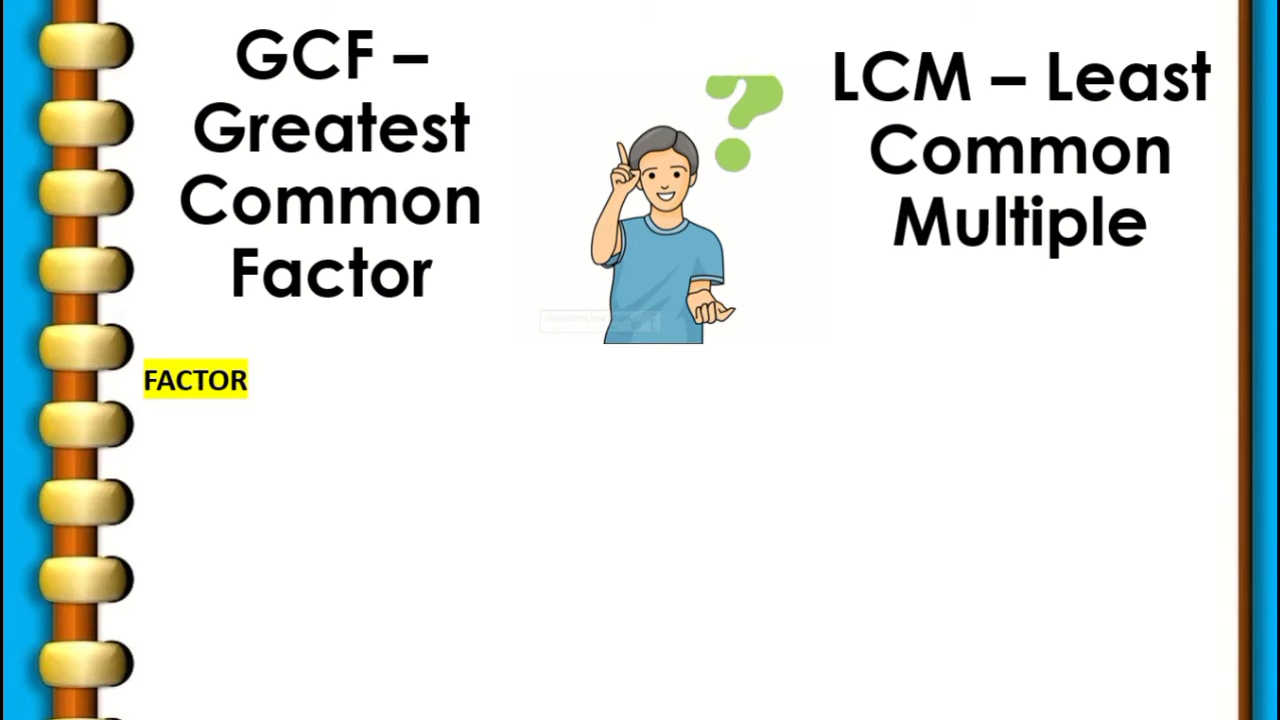 GCF –
Greatest
Common
Factor
LCM – Least
Common
Multiple
FACTOR